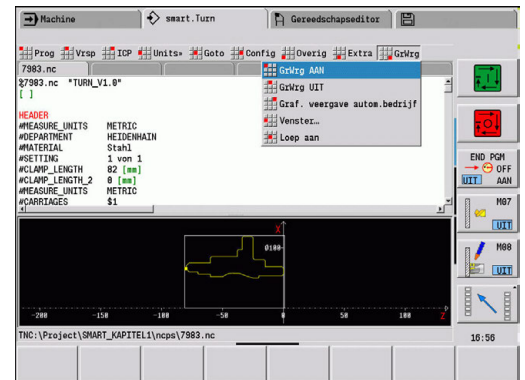 Machine smart.Turn Gereedschapseditor
Prog Vrsp ICP Units» Goto Config Overig Extra GrWrg
7983.nc
%7983.nc "TURN_V1.0"
[ ]
HEADER
#MEASURE_UNITS METRIC
#DEPARTMENT HEIDENHAIN
#MATERIAL Stahl
#SETTING 1 von 1
#CLAMP_LENGTH 82 [mm]
#CLAMP_LENGTH_2 0 [mm]
#MEASURE_UNITS METRIC
#CARRIAGES $1
GrWrg AAN
GrWrg UIT
Graf. weergave autom.bedrijf
Venster…
Loep aan
X
Ø100
-200 -150 -100 -50 0 50 100 Z
TNC:\Project\SMART_KAPITEL1\ncps\7983.nc
END PGM
OFF
UIT AAN
M07
UIT
M08
UIT
16:56